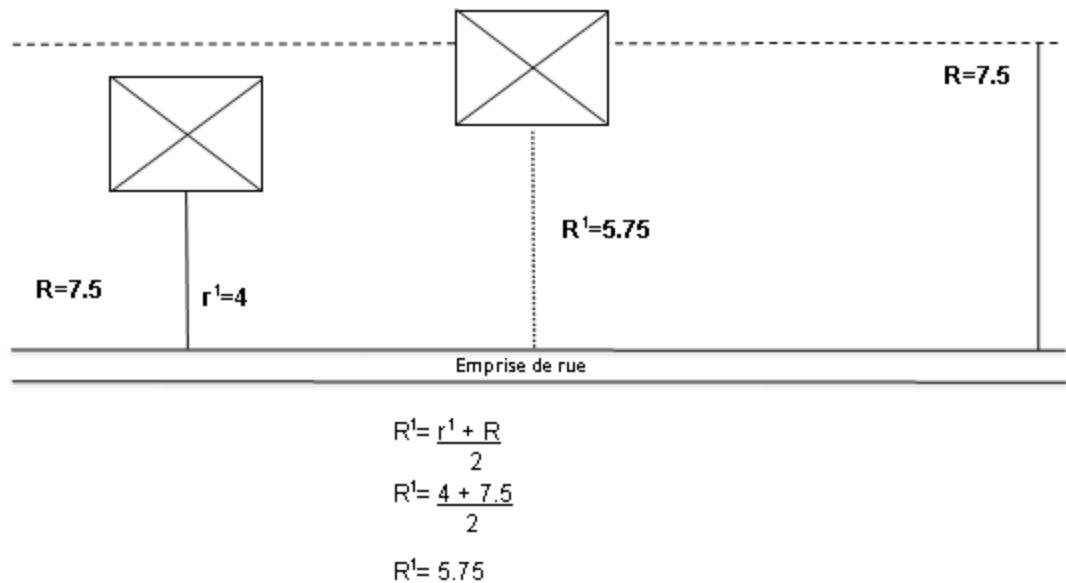 R=7.5
R¹=5.75
R=7.5
r¹=4
Emprise de rue
R¹= r¹ + R
2
R¹= 4 + 7.5
2
R¹= 5.75